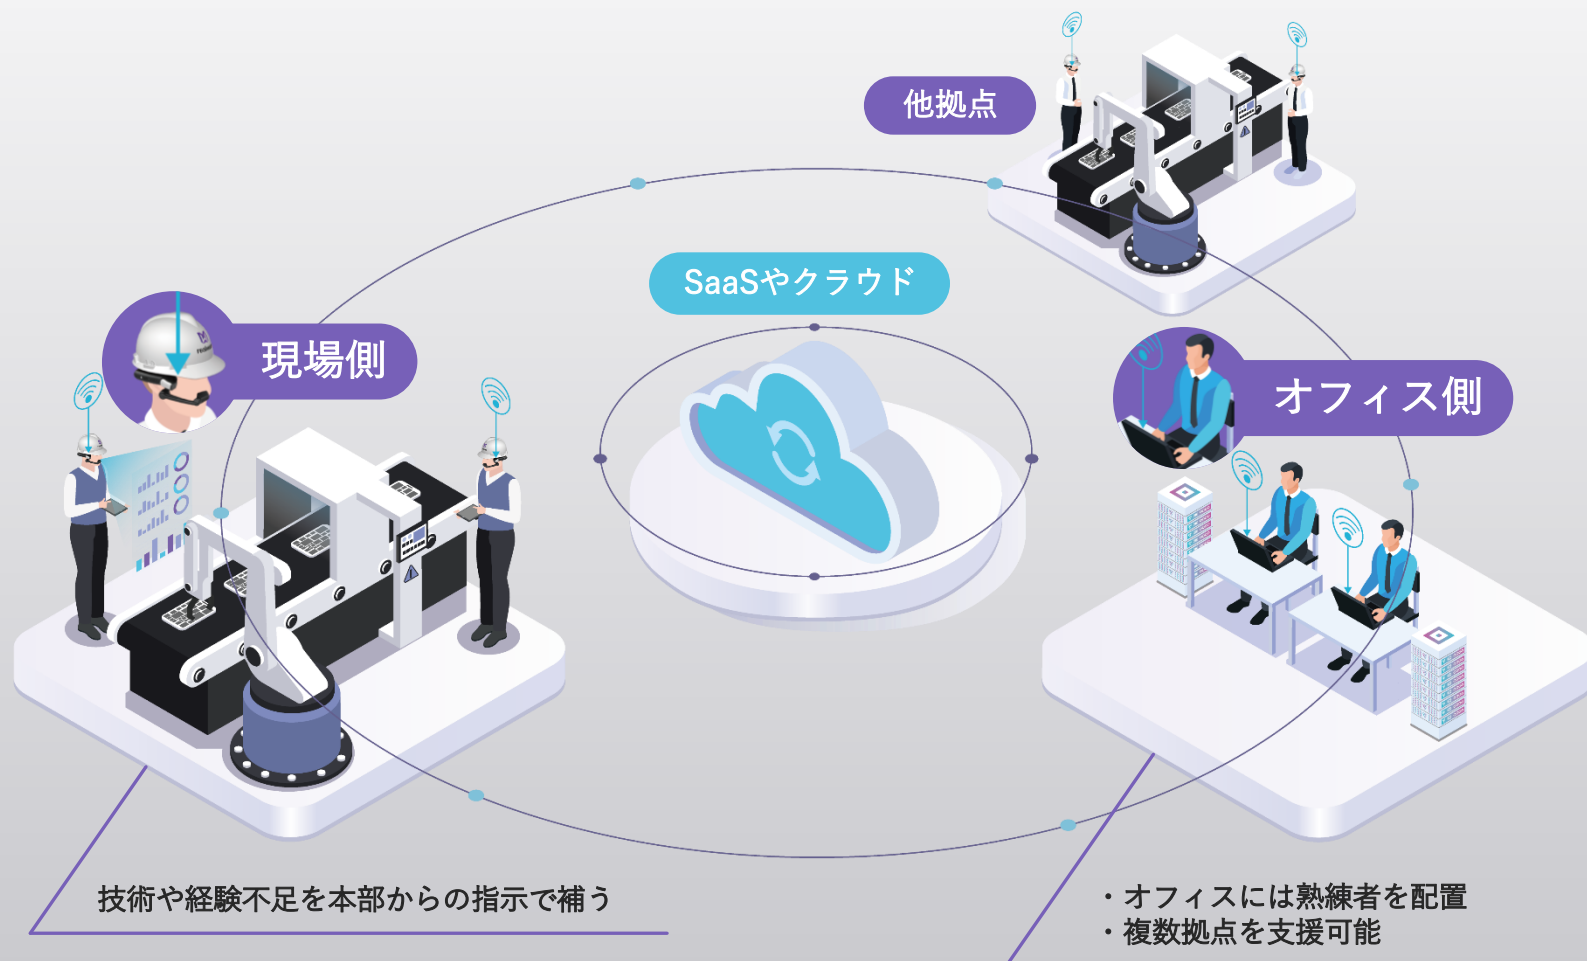 他拠点
SaaSやクラウド
現場側
オフィス側
技術や経験不足を本部からの指示で補う
・オフィスには熟練者を配置
・複数拠点を支援可能